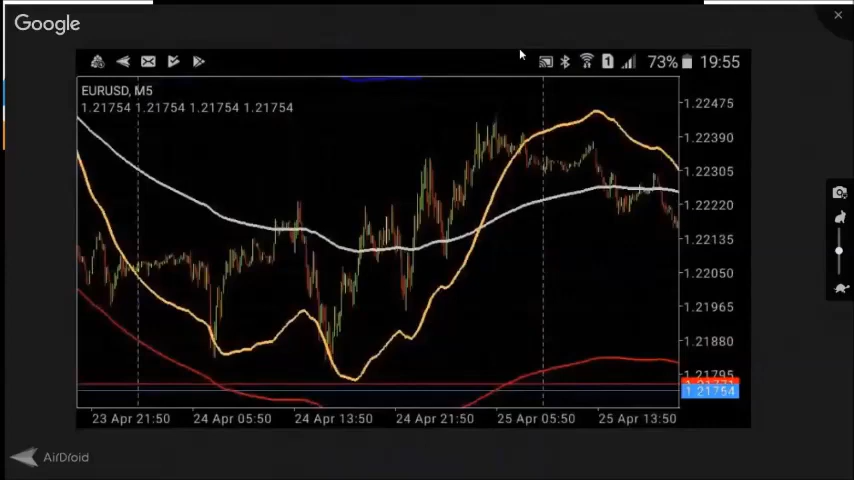 Google
1 73% 19:55
EURUSD, M5
1.21754 1.21754 1.21754 1.21754
1.22475
1.22390
1.22305
1.22220
1.22135
1.22050
1.21965
1.21880
1.21795
1.21771
1.21754
23 Apr 21:50 24 Apr 05:50 24 Apr 13:50 24 Apr 21:50 25 Apr 05:50 25 Apr 13:50
AirDroid